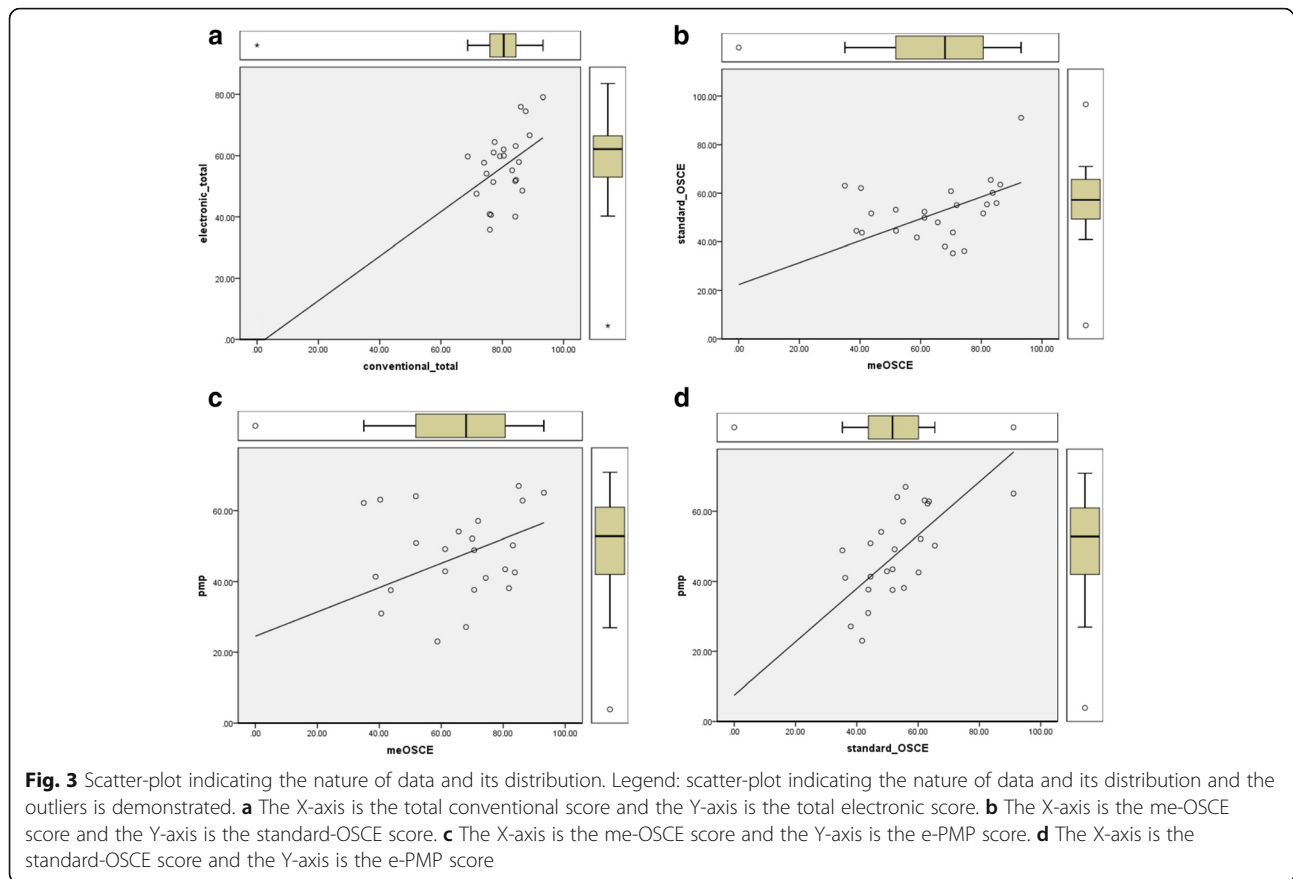 a
electronic_total
80.00
60.00
40.00
20.00
.00
*
*
.00 20.00 40.00 60.00 80.00 100.00
conventional_total
b
standard_OSCE
100.00
80.00
60.00
40.00
20.00
.00
.00 20.00 40.00 60.00 80.00 100.00
meOSCE
c
pmp
60.00
40.00
20.00
.00
.00 20.00 40.00 60.00 80.00 100.00
meOSCE
d
pmp
60.00
40.00
20.00
.00
.00 20.00 40.00 60.00 80.00 100.00
standard_OSCE
Fig. 3 Scatter-plot indicating the nature of data and its distribution. Legend: scatter-plot indicating the nature of data and its distribution and the
outliers is demonstrated. a The X-axis is the total conventional score and the Y-axis is the total electronic score. b The X-axis is the me-OSCE
score and the Y-axis is the standard-OSCE score. c The X-axis is the me-OSCE score and the Y-axis is the e-PMP score. d The X-axis is the
standard-OSCE score and the Y-axis is the e-PMP score